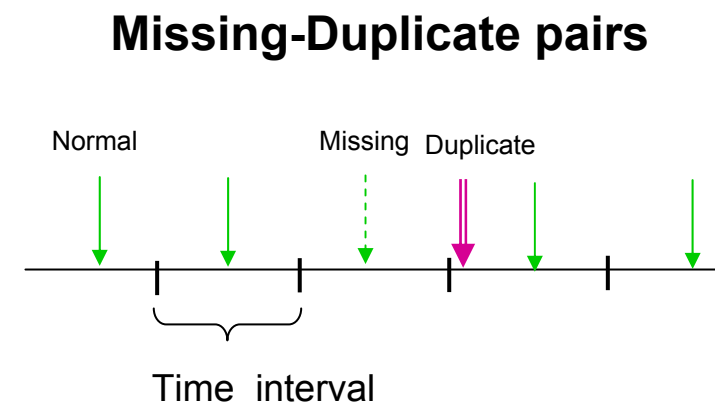 Missing-Duplicate pairs
Normal Missing Duplicate
Time interval